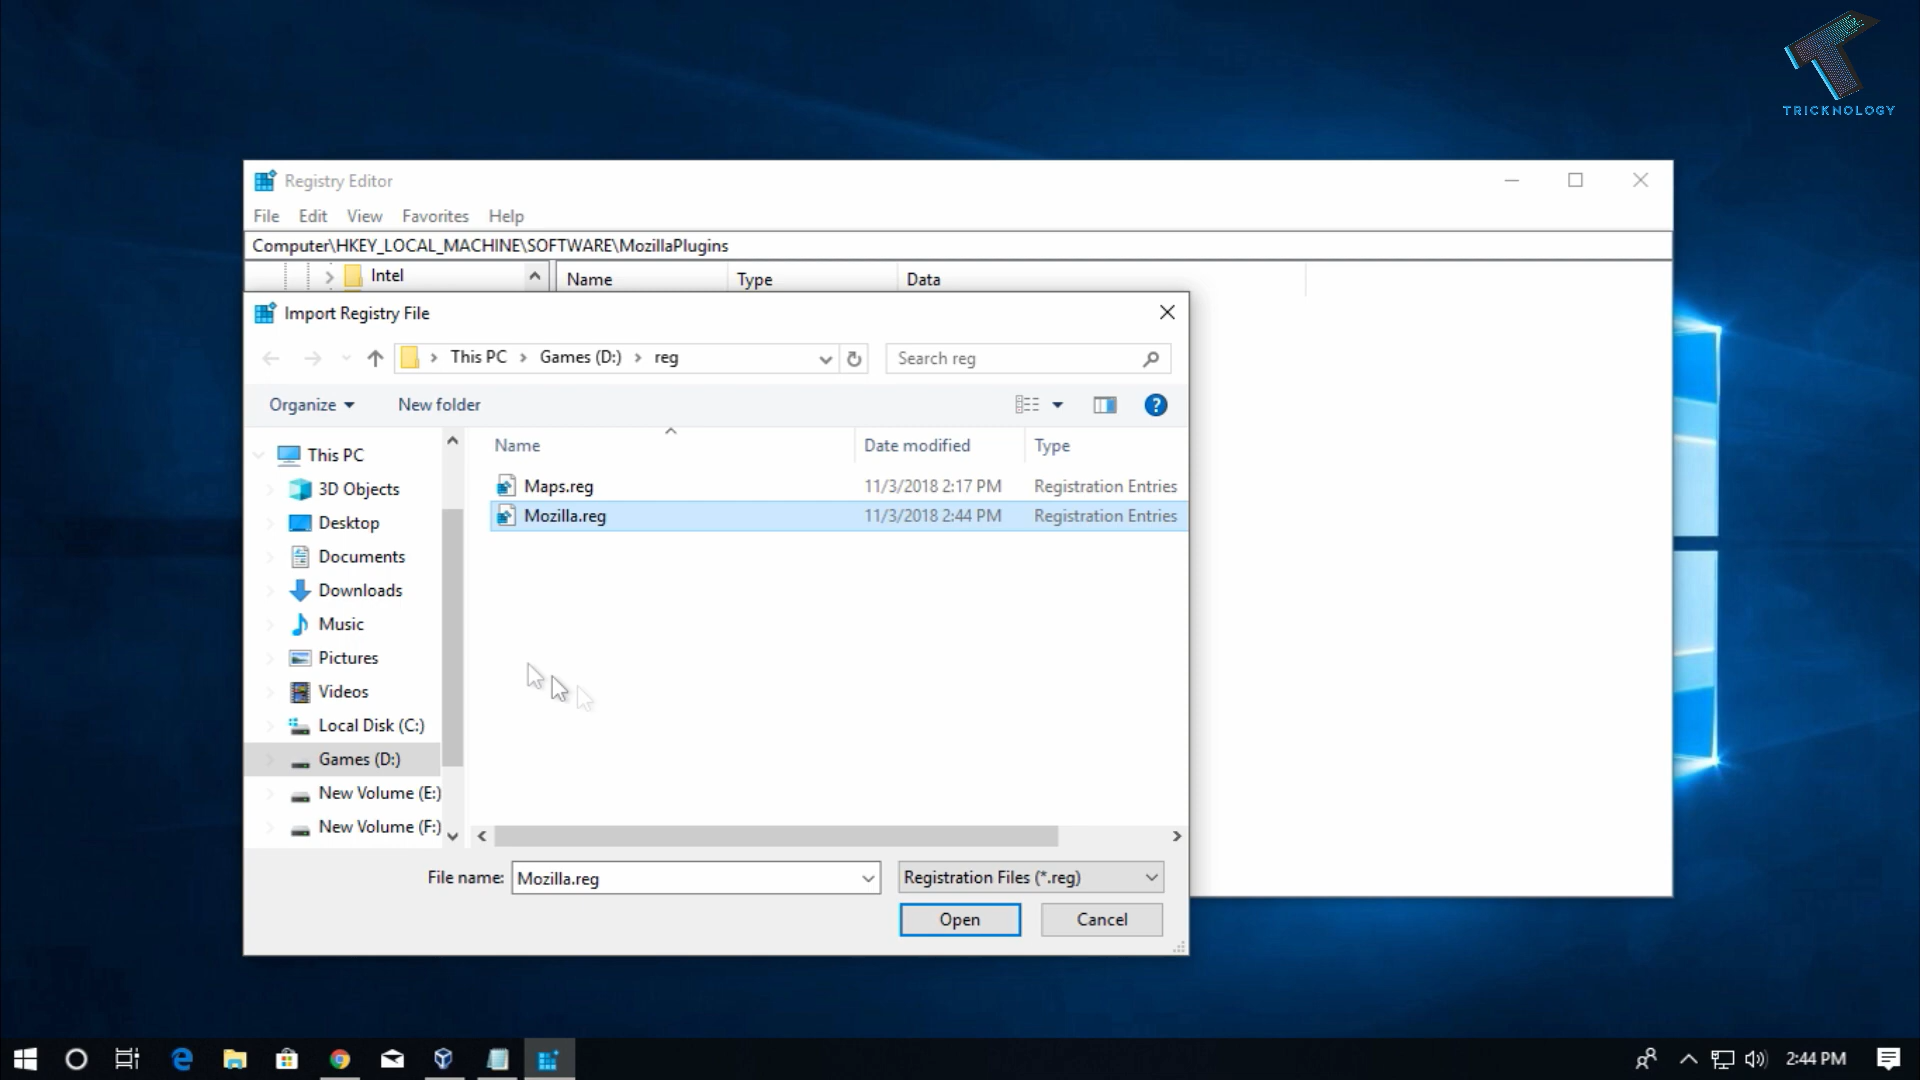 TRICKNOLOGY
Registry Editor
File Edit View Favorites Help
Computer\HKEY_LOCAL_MACHINE\SOFTWARE\MozillaPlugins
Intel Name Type Data
Import Registry File
This PC > Games (D:) > reg Search reg
Organize New folder
Name Date modified Type
Maps.reg 11/3/2018 2:17 PM Registration Entries
Mozilla.reg 11/3/2018 2:44 PM Registration Entries
This PC
3D Objects
Desktop
Documents
Downloads
Music
Pictures
Videos
Local Disk (C:)
Games (D:)
New Volume (E:)
New Volume (F:)
File name: Mozilla.reg Registration Files (*.reg)
Open Cancel
2:44 PM